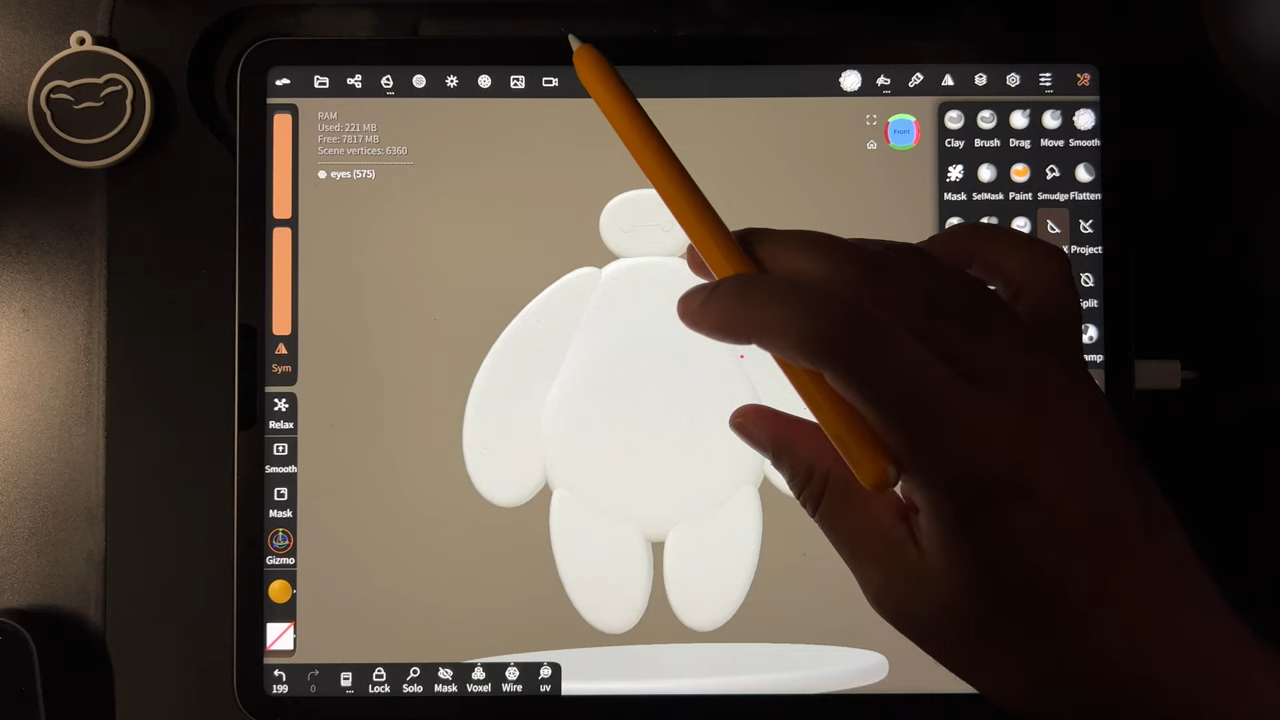 RAM
Used: 221 MB
Free: 7817 MB
Scene vertices: 6360
eyes (575)
Front
Clay Brush Drag Move Smooth
Mask SelMask Paint Smudge Flatten
Project
Split
Sym
Relax
Smooth
Mask
Gizmo
199 0 Lock Solo Mask Voxel Wire uv